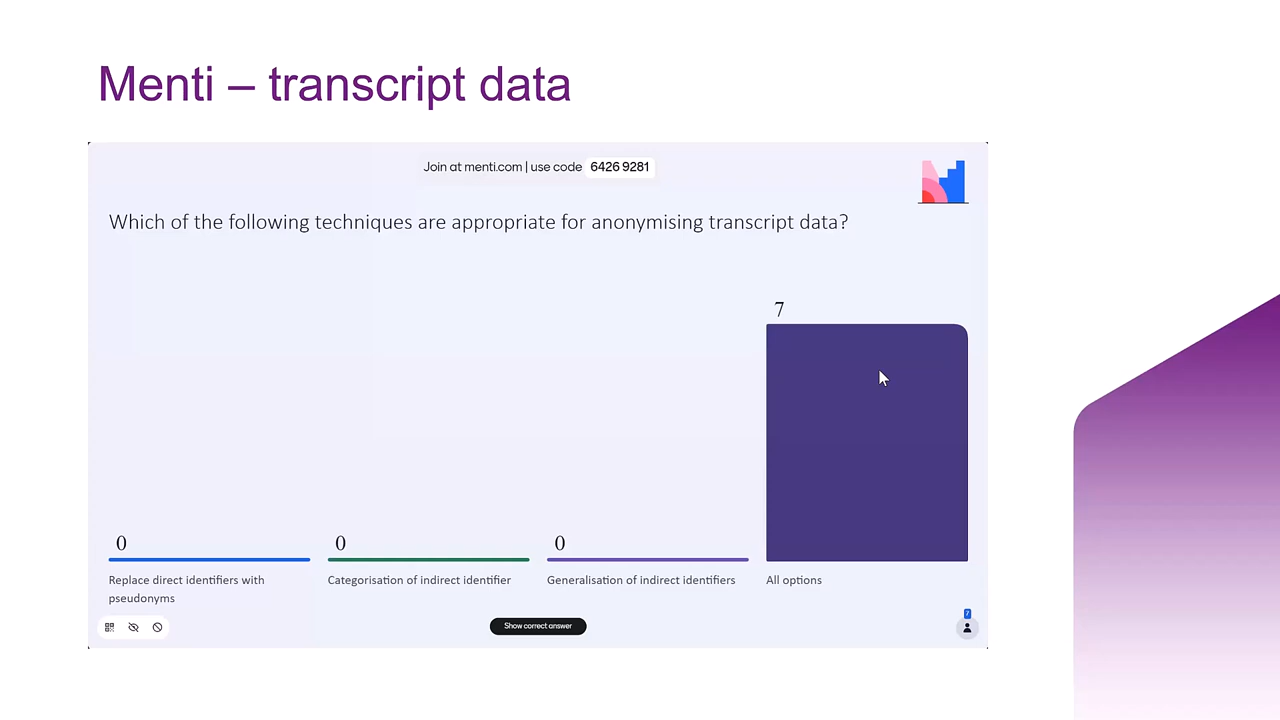 Menti – transcript data
Join at menti.com | use code 6426 9281
Which of the following techniques are appropriate for anonymising transcript data?
7
0
0
0
Replace direct identifiers with
pseudonyms
Categorisation of indirect identifier
Generalisation of indirect identifiers
All options
Show correct answer
7